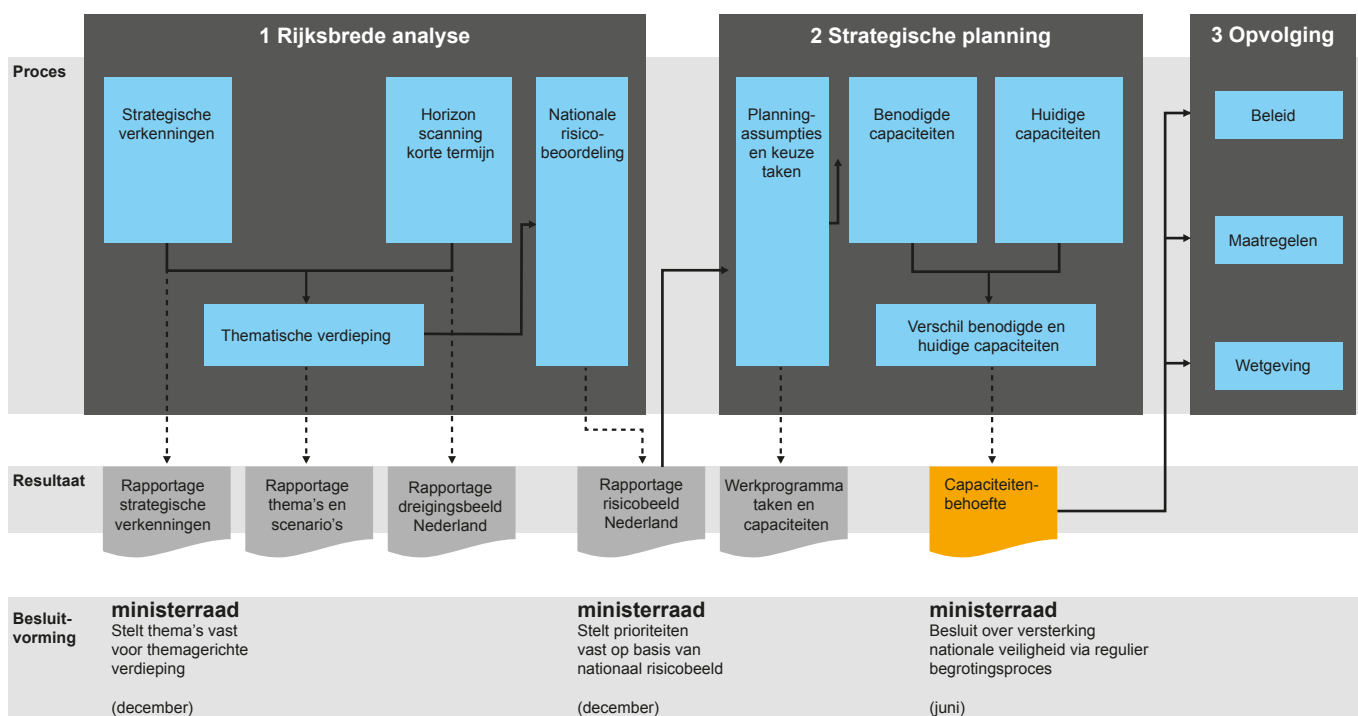 1 Rijksbrede analyse
2 Strategische planning
3 Opvolging
Proces
Strategische
verkenningen
Horizon
scanning
korte termijn
Nationale
risico-
beoordeling
Planning-
assumpties
en keuze
taken
Benodigde
capaciteiten
Huidige
capaciteiten
Beleid
Maatregelen
Wetgeving
Thematische verdieping
Verschil benodigde en
huidige capaciteiten
Resultaat
Rapportage
strategische
verkenningen
Rapportage
thema’s en
scenario’s
Rapportage
dreigingsbeeld
Nederland
Rapportage
risicobeeld
Nederland
Werkprogramma
taken en
capaciteiten
Capaciteiten-
behoefte
Besluit-
vorming
ministerraad
Stelt thema’s vast
voor themagerichte
verdieping
(december)
ministerraad
Stelt prioriteiten
vast op basis van
nationaal risicobeeld
(december)
ministerraad
Besluit over versterking
nationale veiligheid via regulier
begrotingsproces
(juni)